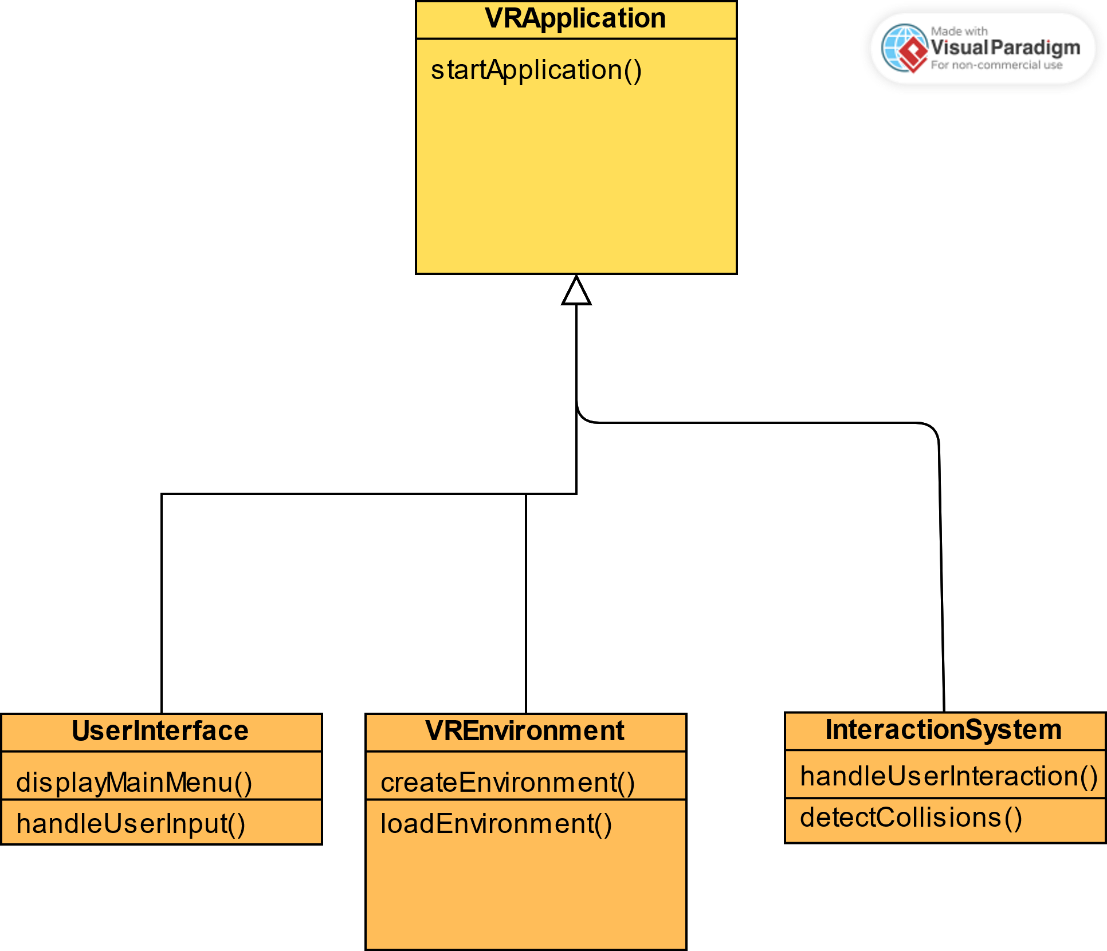 VRApplication
startApplication()
Made with
Visual Paradigm
For non-commercial use
UserInterface
displayMainMenu()
handleUserInput()
VREnvironment
createEnvironment()
loadEnvironment()
InteractionSystem
handleUserInteraction()
detectCollisions()